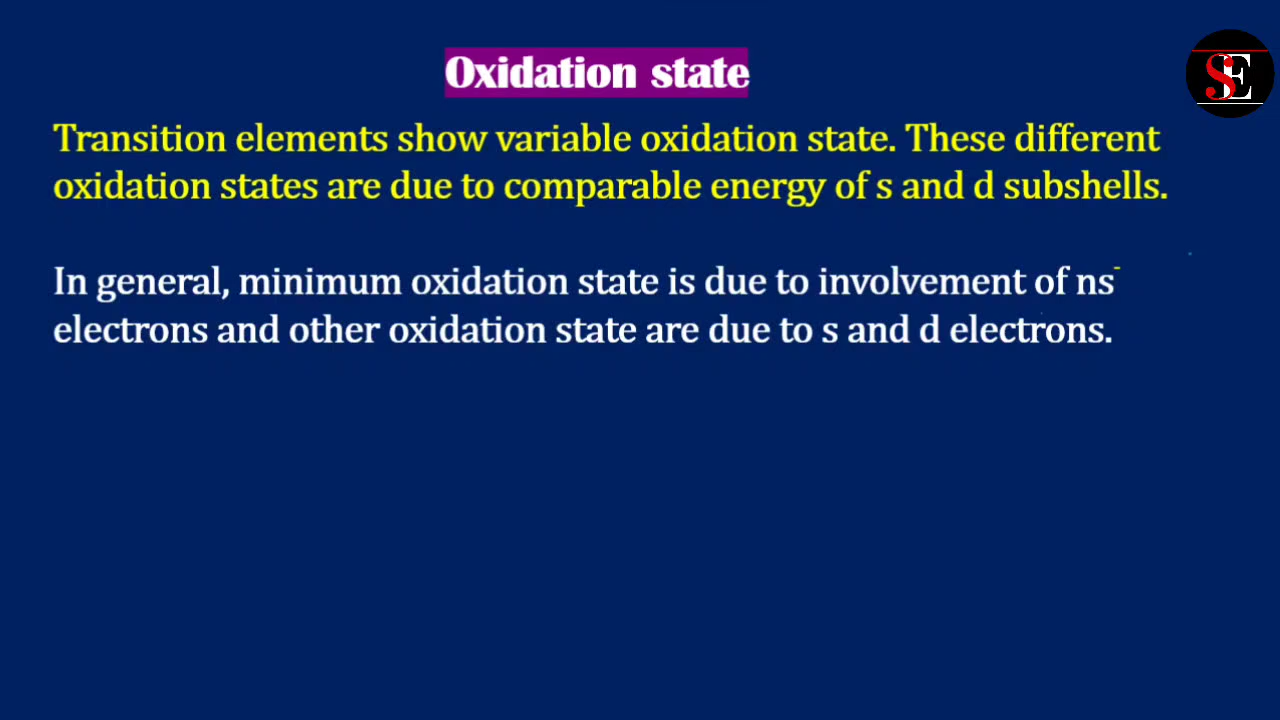 Oxidation state
SE
Transition elements show variable oxidation state. These different
oxidation states are due to comparable energy of s and d subshells.
In general, minimum oxidation state is due to involvement of ns
electrons and other oxidation state are due to s and d electrons.